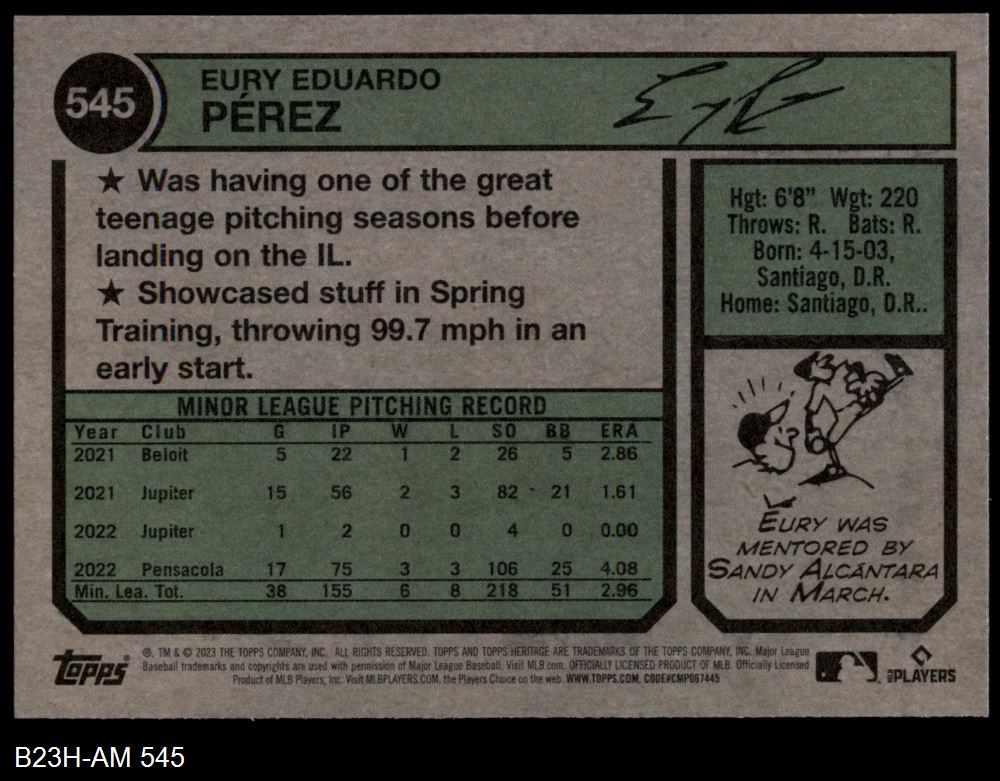 545
EURY EDUARDO
PÉREZ
★ Was having one of the great
teenage pitching seasons before
landing on the IL.
★ Showcased stuff in Spring
Training, throwing 99.7 mph in an
early start.
Hgt: 6'8" Wgt: 220
Throws: R. Bats: R.
Born: 4-15-03,
Santiago, D.R.
Home: Santiago, D.R..
MINOR LEAGUE PITCHING RECORD
Year Club G IP W L SO BB ERA
2021 Beloit 5 22 1 2 26 5 2.86
2021 Jupiter 15 56 2 3 82 21 1.61
2022 Jupiter 1 2 0 0 4 0 0.00
2022 Pensacola 17 75 3 3 106 25 4.08
Min. Lea. Tot. 38 155 6 8 218 51 2.96
EURY WAS
MENTORED BY
SANDY ALCÁNTARA
IN MARCH.
Topps®
®, TM & © 2023 THE TOPPS COMPANY, INC. ALL RIGHTS RESERVED. TOPPS AND TOPPS HERITAGE ARE TRADEMARKS OF THE TOPPS COMPANY, INC. Major League
Baseball trademarks and copyrights are used with permission of Major League Baseball. Visit MLB.com. OFFICIALLY LICENSED PRODUCT OF MLB. Officially Licensed
Product of MLB Players, Inc. Visit MLBPLAYERS.COM, the Players Choice on the web. WWW.TOPPS.COM. CODE#CMP067445
MLB PLAYERS
B23H-AM 545